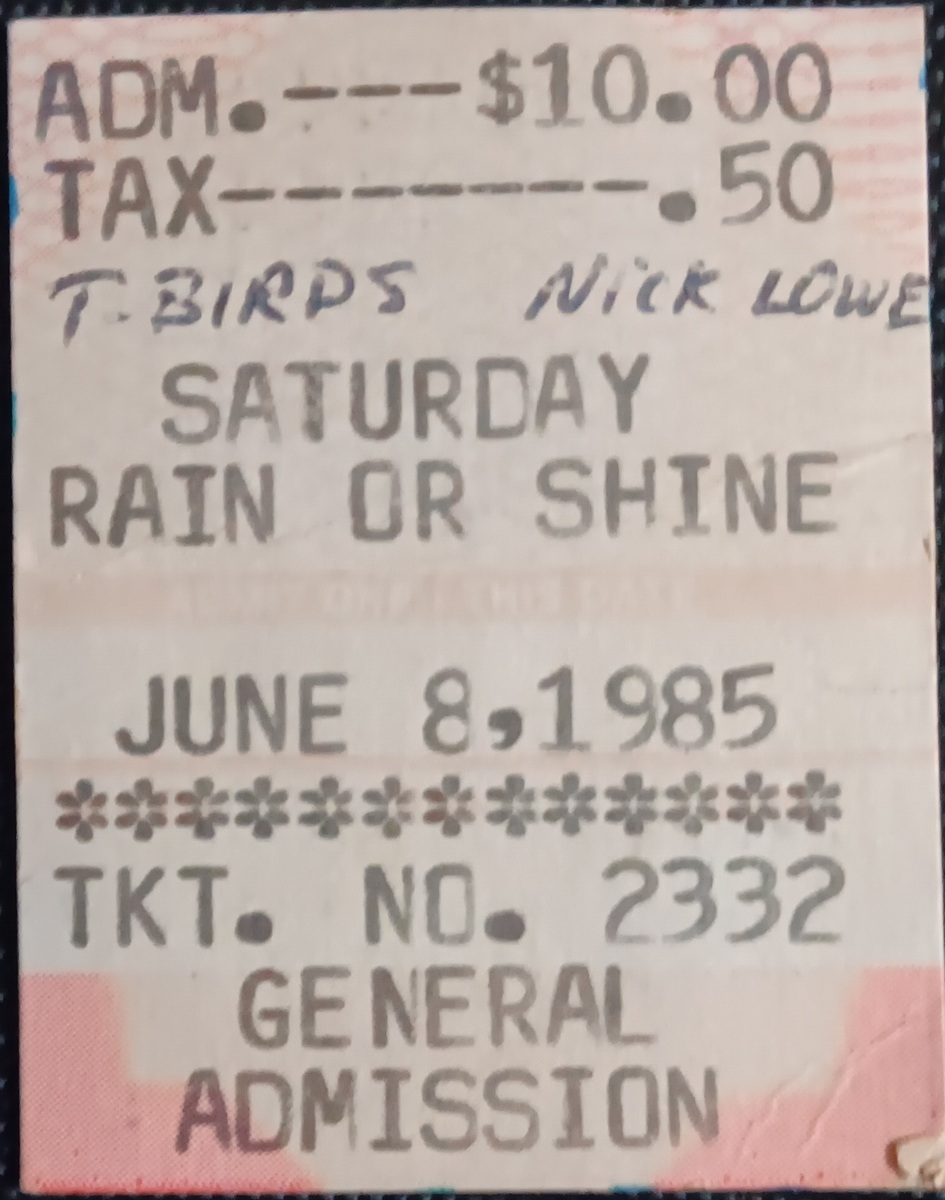 ADM.---$10.00
TAX--------.50
T-BIRDS NICK LOWE
SATURDAY
RAIN OR SHINE
JUNE 8,1985
*************
TKT. NO. 2332
GENERAL
ADMISSION